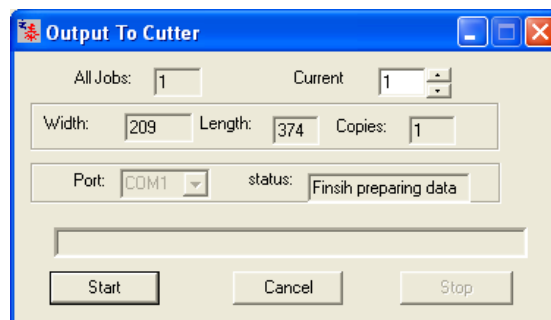 Output To Cutter
All Jobs: 1 Current 1
Width: 209 Length: 374 Copies: 1
Port: COM1 status: Finsih preparing data
Start Cancel Stop